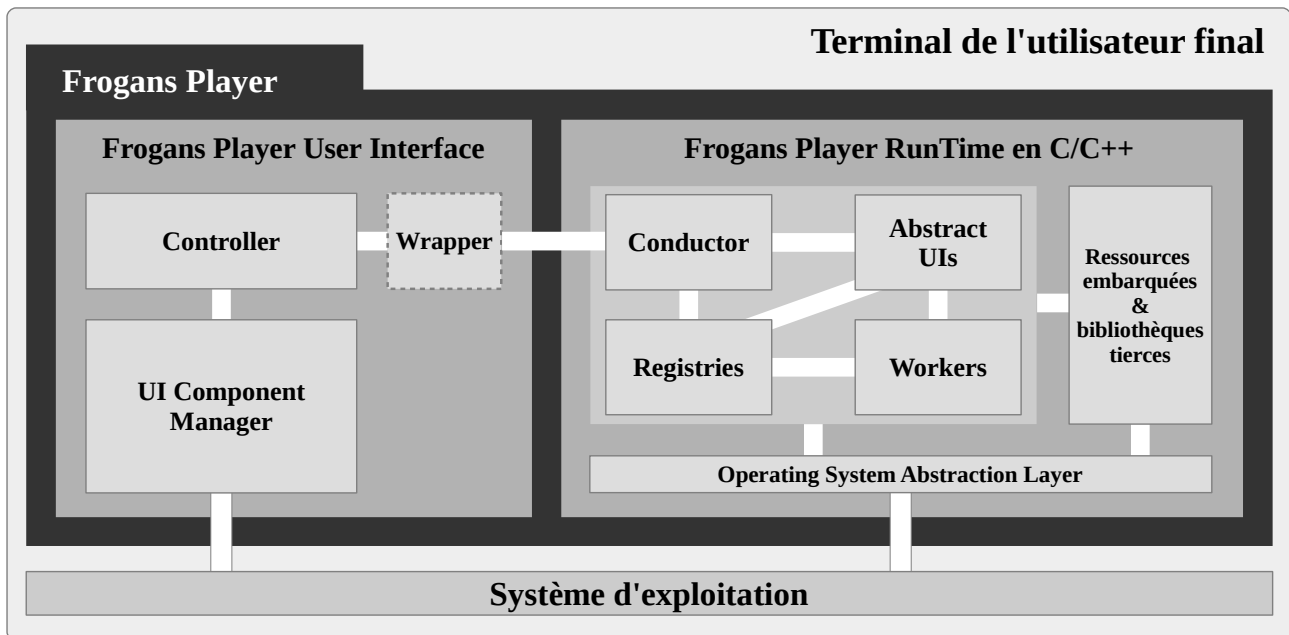 Terminal de l'utilisateur final
Frogans Player
Frogans Player User Interface
Controller
Wrapper
UI Component
Manager
Frogans Player RunTime en C/C++
Conductor
Abstract
UIs
Registries
Workers
Ressources
embarquées
&
bibliothèques
tierces
Operating System Abstraction Layer
Système d'exploitation